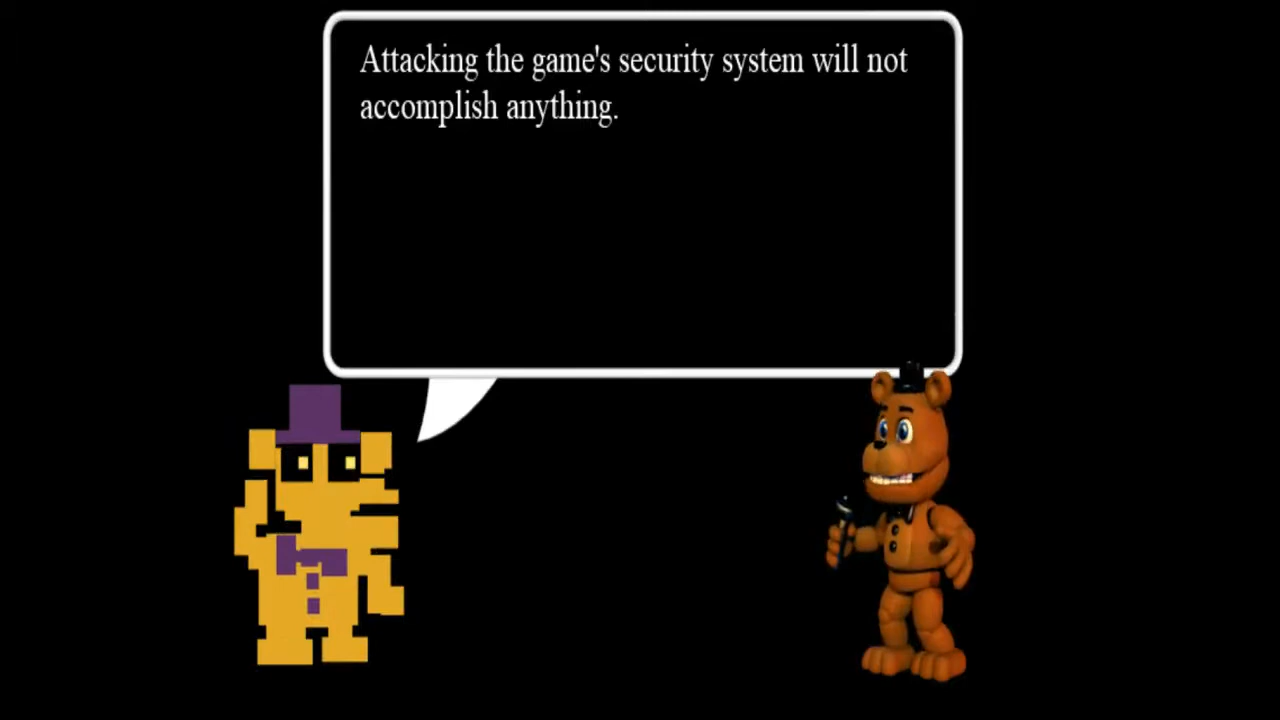 Attacking the game's security system will not
accomplish anything.